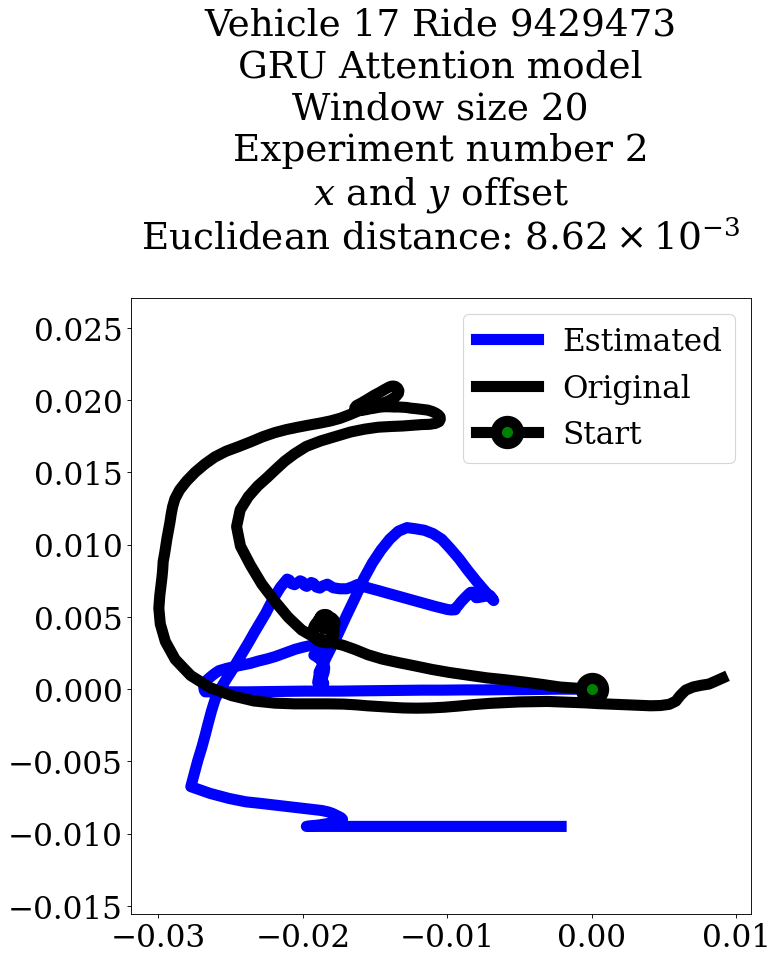 Vehicle 17 Ride 9429473
GRU Attention model
Window size 20
Experiment number 2
x and y offset
Euclidean distance: 8.62 × 10⁻³
Estimated
Original
Start
0.025
0.020
0.015
0.010
0.005
0.000
−0.005
−0.010
−0.015
−0.03 −0.02 −0.01 0.00 0.01